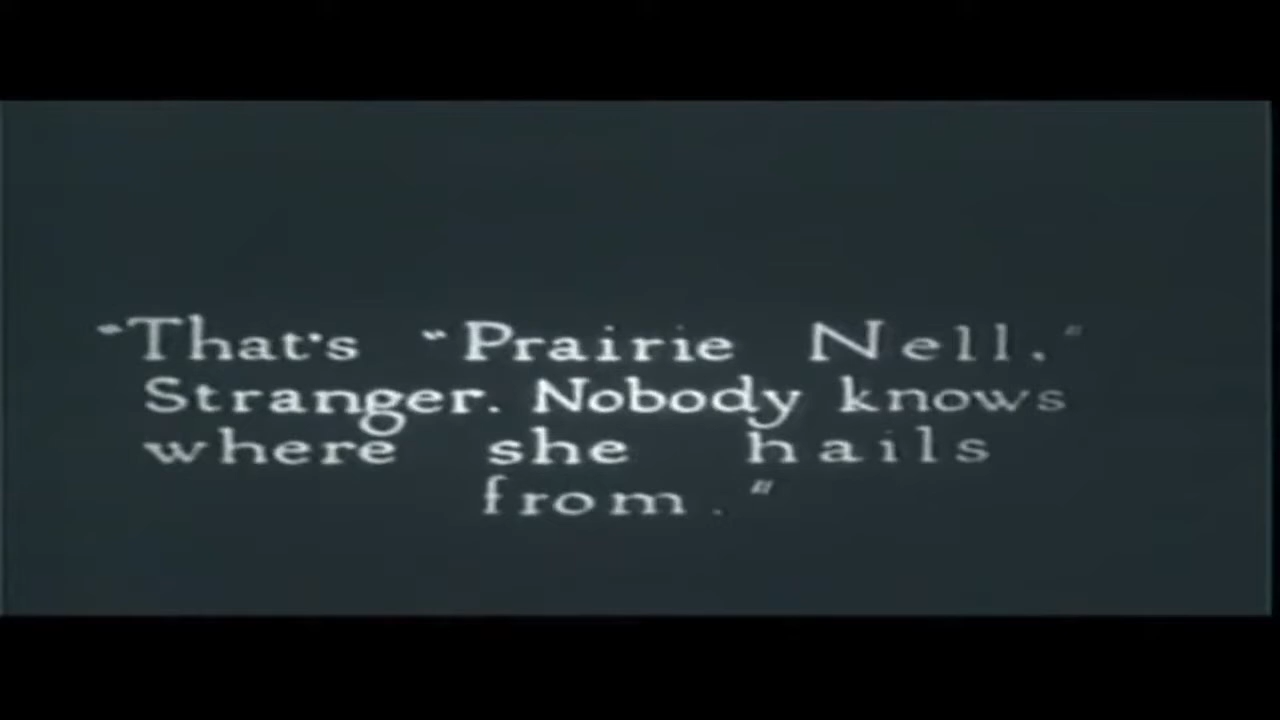 "That's "Prairie Nell,"
Stranger. Nobody knows
where she hails
from."